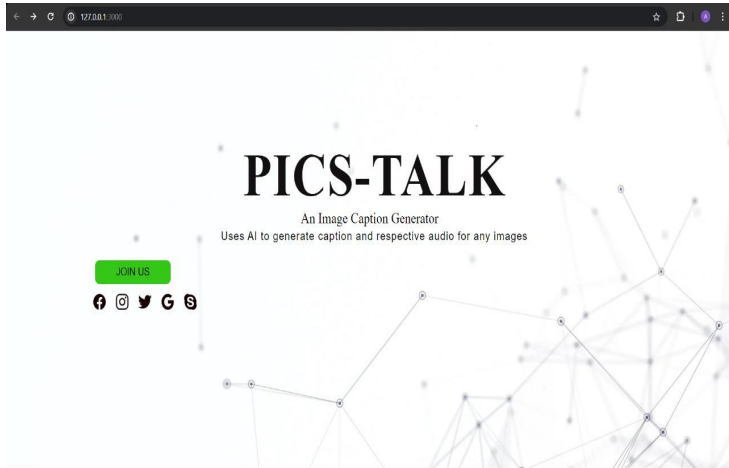 127.0.0.1:3000
A
PICS-TALK
An Image Caption Generator
Uses AI to generate caption and respective audio for any images
JOIN US